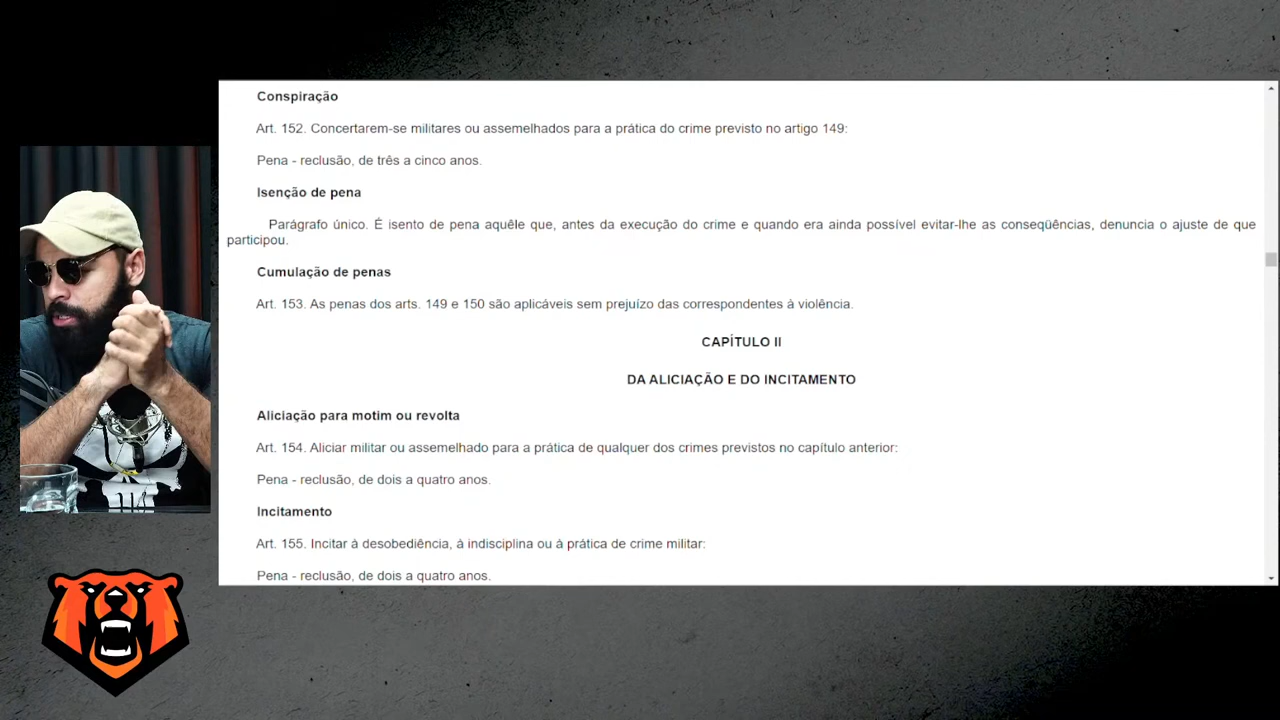 Conspiração
Art. 152. Concertarem-se militares ou assemelhados para a prática do crime previsto no artigo 149:
Pena - reclusão, de três a cinco anos.
Isenção de pena
Parágrafo único. É isento de pena aquêle que, antes da execução do crime e quando era ainda possível evitar-lhe as conseqüências, denuncia o ajuste de que
participou.
Cumulação de penas
Art. 153. As penas dos arts. 149 e 150 são aplicáveis sem prejuízo das correspondentes à violência.
CAPÍTULO II
DA ALICIAÇÃO E DO INCITAMENTO
Aliciação para motim ou revolta
Art. 154. Aliciar militar ou assemelhado para a prática de qualquer dos crimes previstos no capítulo anterior:
Pena - reclusão, de dois a quatro anos.
Incitamento
Art. 155. Incitar à desobediência, à indisciplina ou à prática de crime militar:
Pena - reclusão, de dois a quatro anos.